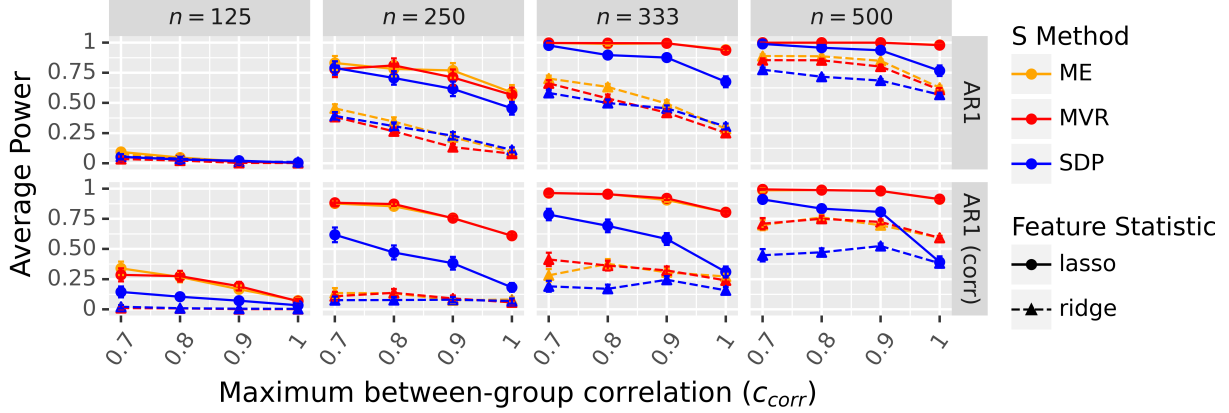 n = 125
n = 250
n = 333
n = 500
Average Power
1
0.75
0.50
0.25
0
AR1
1
0.75
0.50
0.25
0
AR1 (corr)
0.7 0.8 0.9 1
0.7 0.8 0.9 1
0.7 0.8 0.9 1
0.7 0.8 0.9 1
Maximum between-group correlation (c_corr)
S Method
ME
MVR
SDP
Feature Statistic
lasso
ridge